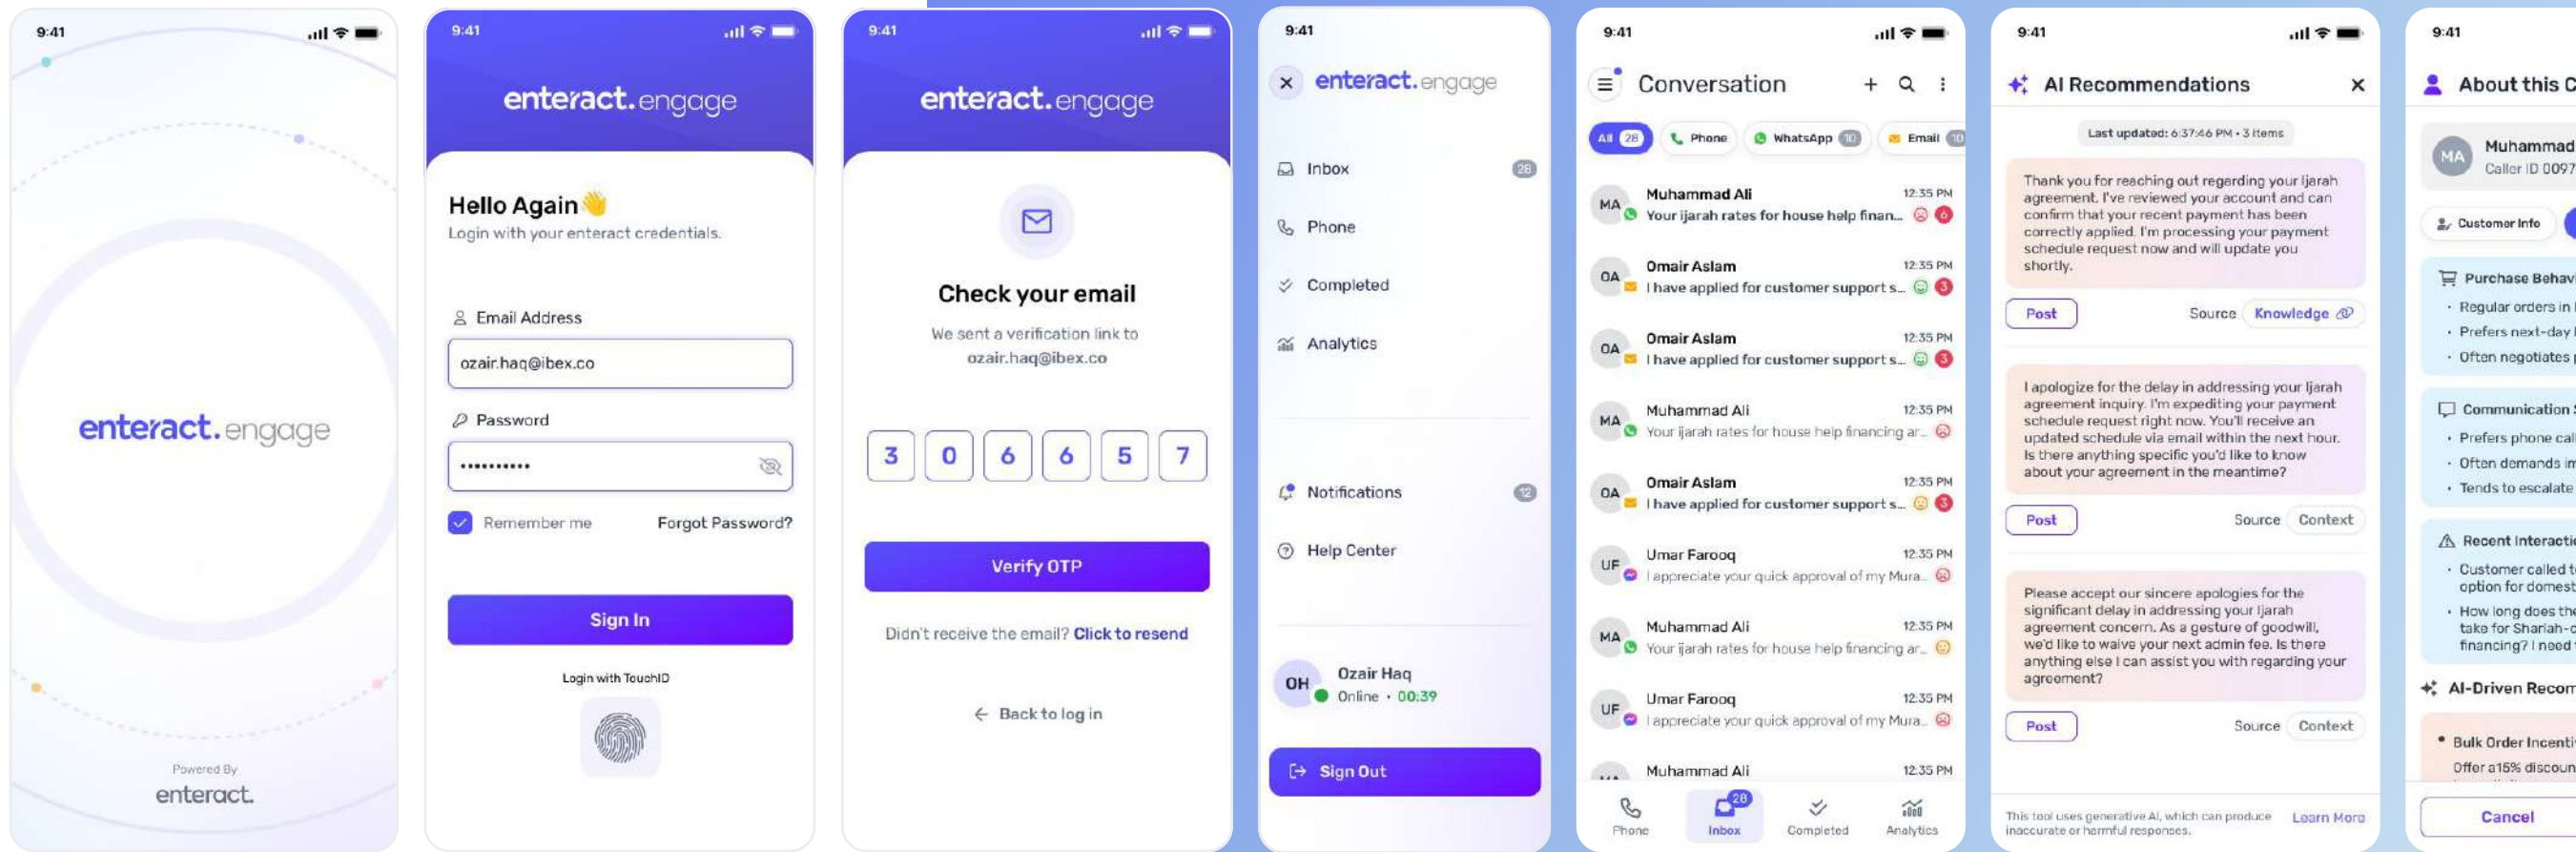 9:41
enteract. engage
Powered By
enteract.
9:41
enteract. engage
Hello Again👋
Login with your enteract credentials.
Email Address
ozair.haq@ibex.co
Password
••••••••••
Remember me
Forgot Password?
Sign In
Login with TouchID
9:41
enteract. engage
Check your email
We sent a verification link to
ozair.haq@ibex.co
3 0 6 6 5 7
Verify OTP
Didn't receive the email? Click to resend
← Back to log in
9:41
enteract. engage
Inbox 28
Phone
Completed
Analytics
Notifications 12
Help Center
OH
Ozair Haq
Online • 00:39
Sign Out
9:41
Conversation
All 28 Phone WhatsApp 10 Email 10
MA Muhammad Ali 12:35 PM
Your ijarah rates for house help finan... 6
OA Omair Aslam 12:35 PM
I have applied for customer support s... 3
OA Omair Aslam 12:35 PM
I have applied for customer support s... 3
MA Muhammad Ali 12:35 PM
Your ijarah rates for house help financing ar...
OA Omair Aslam 12:35 PM
I have applied for customer support s... 3
UF Umar Farooq 12:35 PM
I appreciate your quick approval of my Mura...
MA Muhammad Ali 12:35 PM
Your ijarah rates for house help financing ar...
UF Umar Farooq 12:35 PM
I appreciate your quick approval of my Mura...
Muhammad Ali 12:35 PM
28
Phone Inbox Completed Analytics
9:41
AI Recommendations
Last updated: 6:37:46 PM • 3 items
Thank you for reaching out regarding your Ijarah
agreement. I've reviewed your account and can
confirm that your recent payment has been
correctly applied. I'm processing your payment
schedule request now and will update you
shortly.
Post Source Knowledge
I apologize for the delay in addressing your Ijarah
agreement inquiry. I'm expediting your payment
schedule request right now. You'll receive an
updated schedule via email within the next hour.
Is there anything specific you'd like to know
about your agreement in the meantime?
Post Source Context
Please accept our sincere apologies for the
significant delay in addressing your Ijarah
agreement concern. As a gesture of goodwill,
we'd like to waive your next admin fee. Is there
anything else I can assist you with regarding your
agreement?
Post Source Context
This tool uses generative AI, which can produce
inaccurate or harmful responses.
Learn More
9:41
About this C
MA
Muhammad
Caller ID 0097
Customer Info
Purchase Behav
• Regular orders in
• Prefers next-day
• Often negotiates
Communication
• Prefers phone cal
• Often demands im
• Tends to escalate
Recent Interacti
• Customer called t
option for domest
• How long does the
take for Shariah-c
financing? I need
AI-Driven Recom
• Bulk Order Incenti
Offer a15% discoun
Cancel